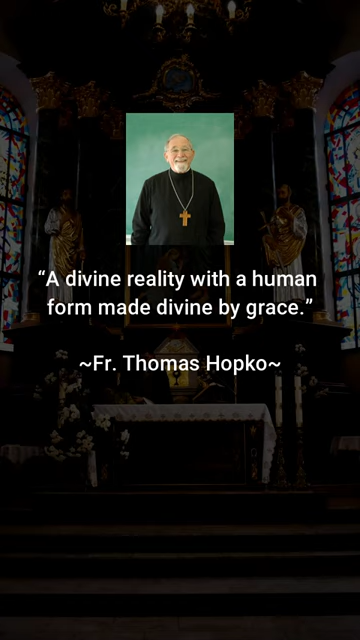 “A divine reality with a human
form made divine by grace.”
~Fr. Thomas Hopko~